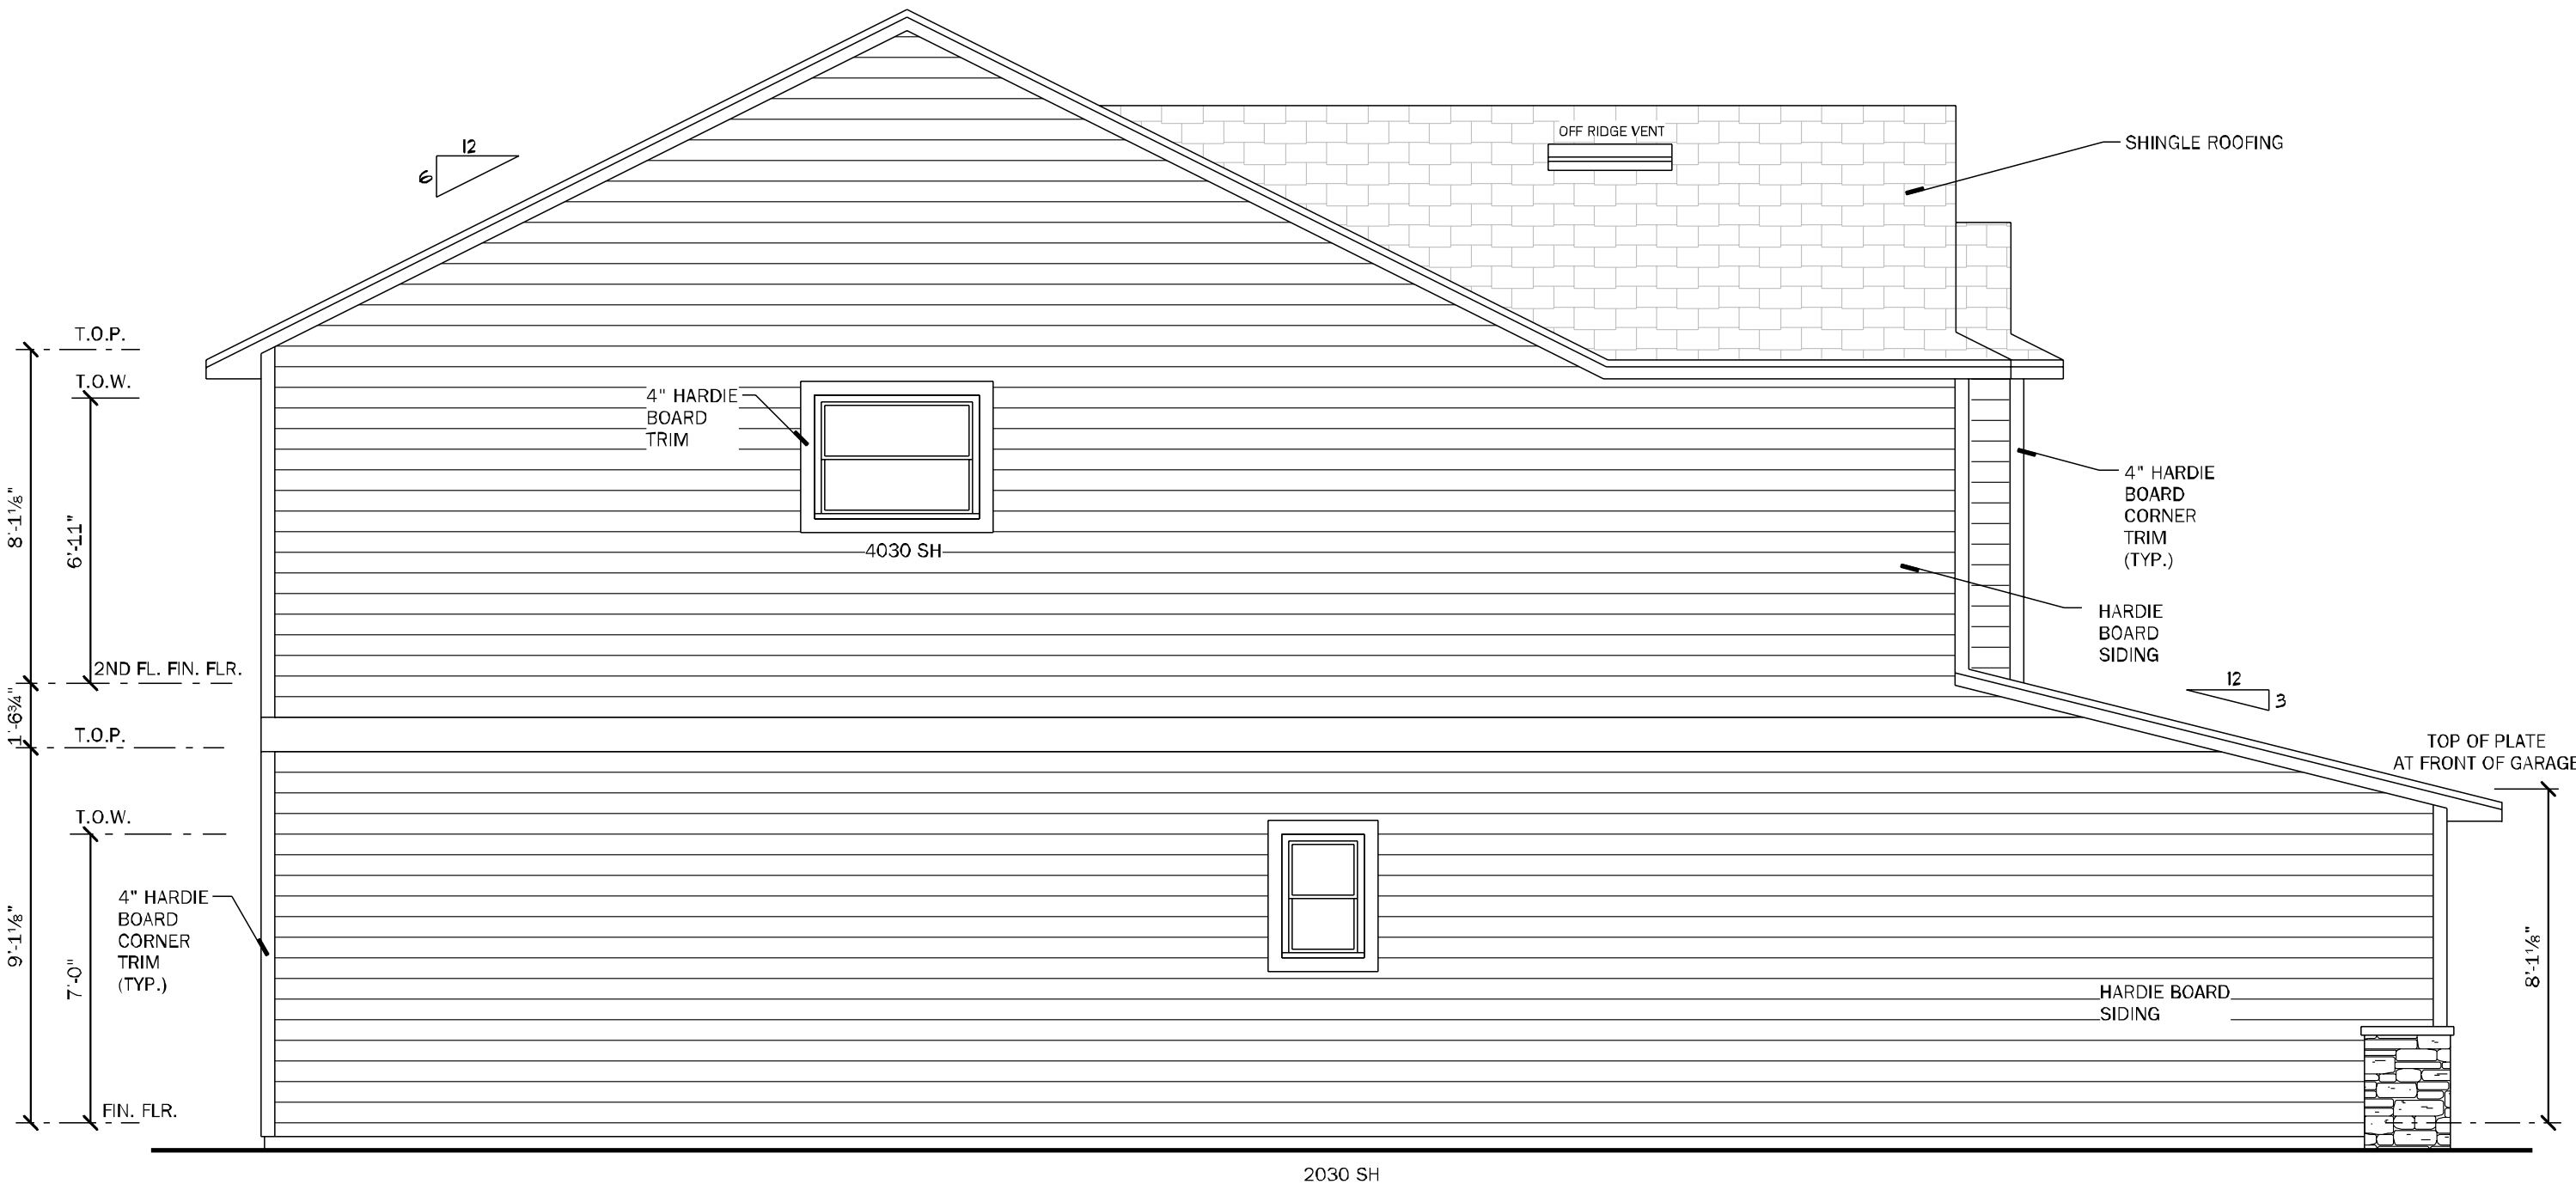 OFF RIDGE VENT
SHINGLE ROOFING
12
6
T.O.P.
T.O.W.
4" HARDIE
BOARD
TRIM
4" HARDIE
BOARD
CORNER
TRIM
(TYP.)
8'-1⅛"
6'-11"
4030 SH
HARDIE
BOARD
SIDING
2ND FL. FIN. FLR.
12
3
1'-6¾"
T.O.P.
TOP OF PLATE
AT FRONT OF GARAGE
T.O.W.
4" HARDIE
BOARD
CORNER
TRIM
(TYP.)
9'-1⅛"
7'-0"
8'-1⅛"
HARDIE BOARD
SIDING
FIN. FLR.
2030 SH